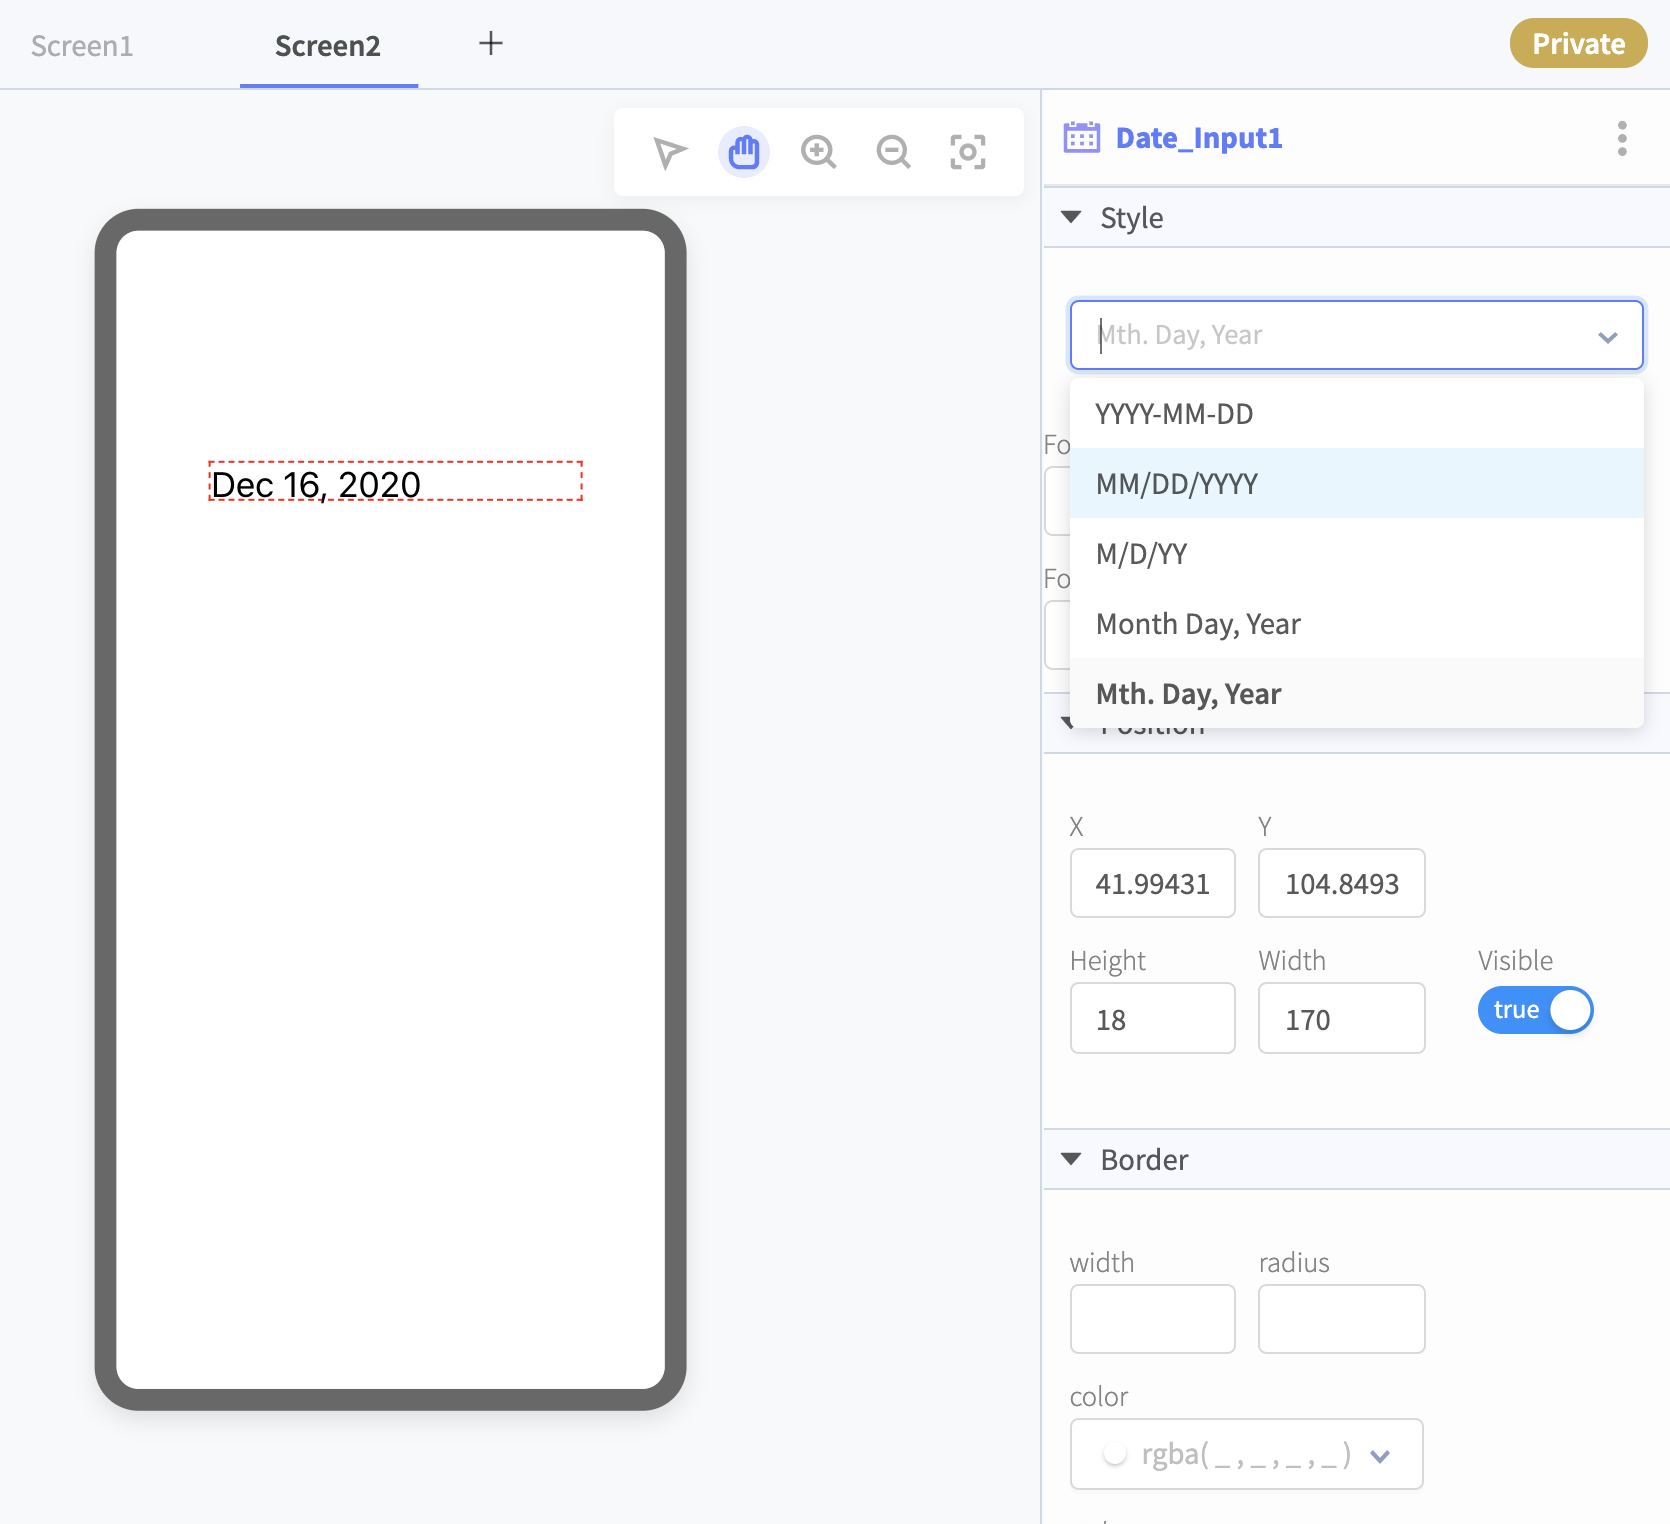 Screen1
Screen2
+
Private
Date_Input1
Style
Mth. Day, Year
YYYY-MM-DD
Fo
MM/DD/YYYY
M/D/YY
Fo
Month Day, Year
Mth. Day, Year
Position
Dec 16, 2020
X
Y
41.99431
104.8493
Height
Width
Visible
18
170
true
Border
width
radius
color
rgba( _ , _ , _ , _ )